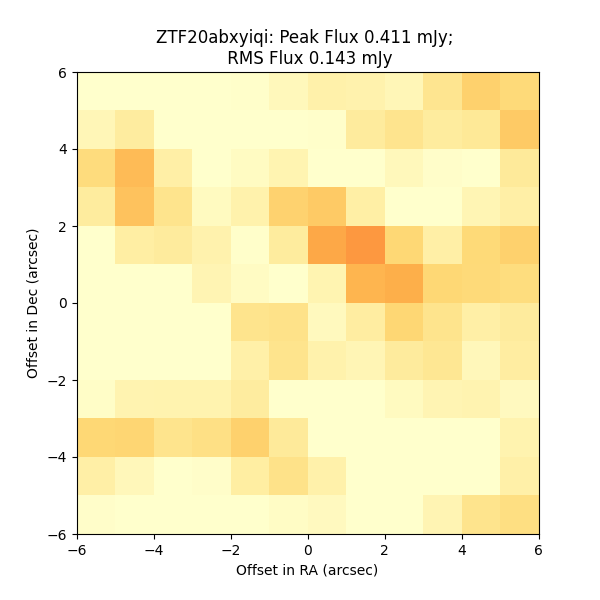 ZTF20abxyiqi: Peak Flux 0.411 mJy;
RMS Flux 0.143 mJy
6
4
2
0
−2
−4
−6
Offset in Dec (arcsec)
−6 −4 −2 0 2 4 6
Offset in RA (arcsec)